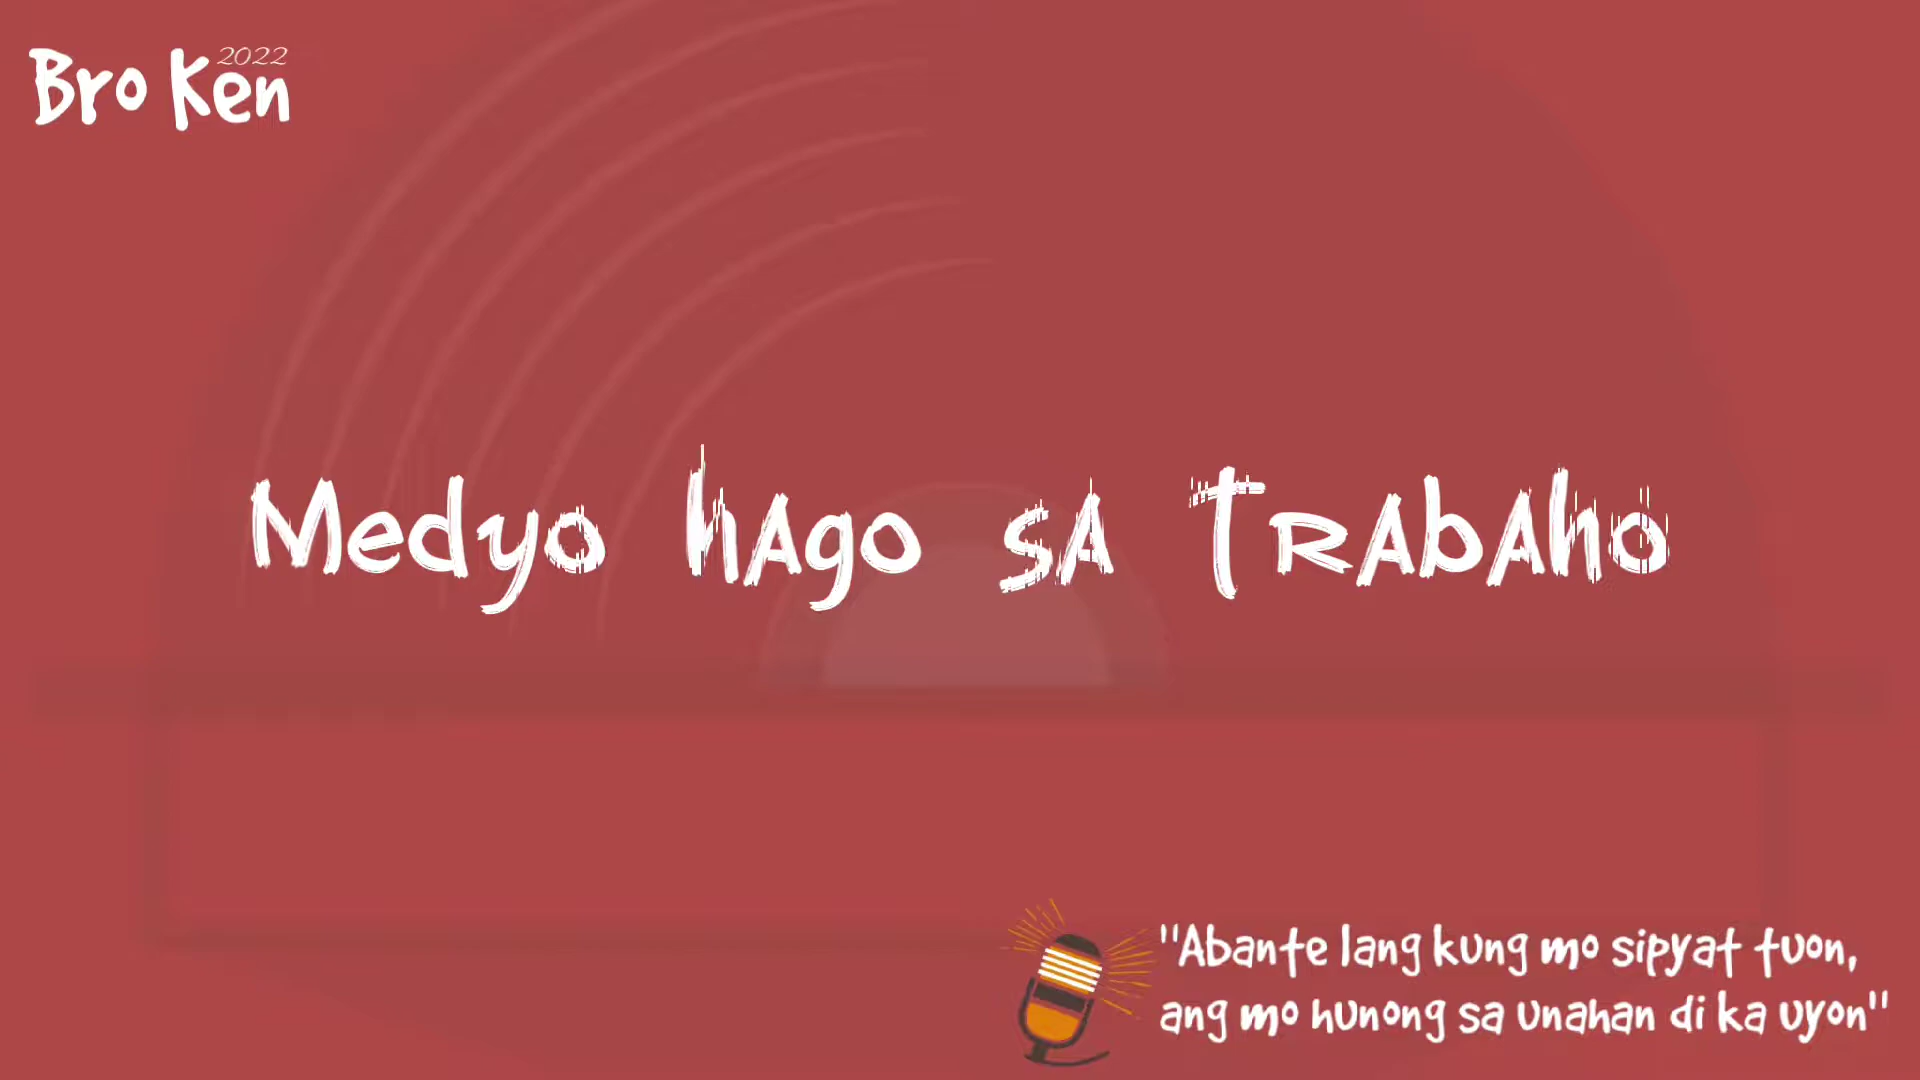 2022
Bro Ken
Medyo hago sa Trabaho
"Abante lang kung mo sipyat tuon,
ang mo hunong sa unahan di ka uyon"